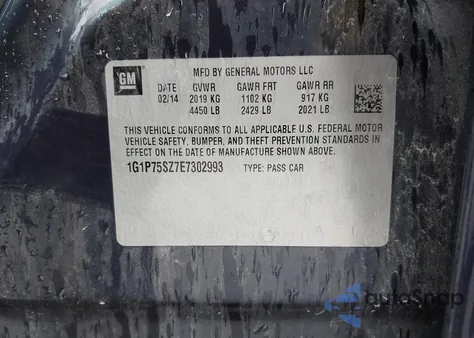 GM
MFD BY GENERAL MOTORS LLC
DATE GVWR GAWR FRT GAWR RR
02/14 2019 KG 1102 KG 917 KG
4450 LB 2429 LB 2021 LB
THIS VEHICLE CONFORMS TO ALL APPLICABLE U.S. FEDERAL MOTOR
VEHICLE SAFETY, BUMPER, AND THEFT PREVENTION STANDARDS IN
EFFECT ON THE DATE OF MANUFACTURE SHOWN ABOVE.
1G1P75SZ7E7302993 TYPE: PASS CAR
autoSnap